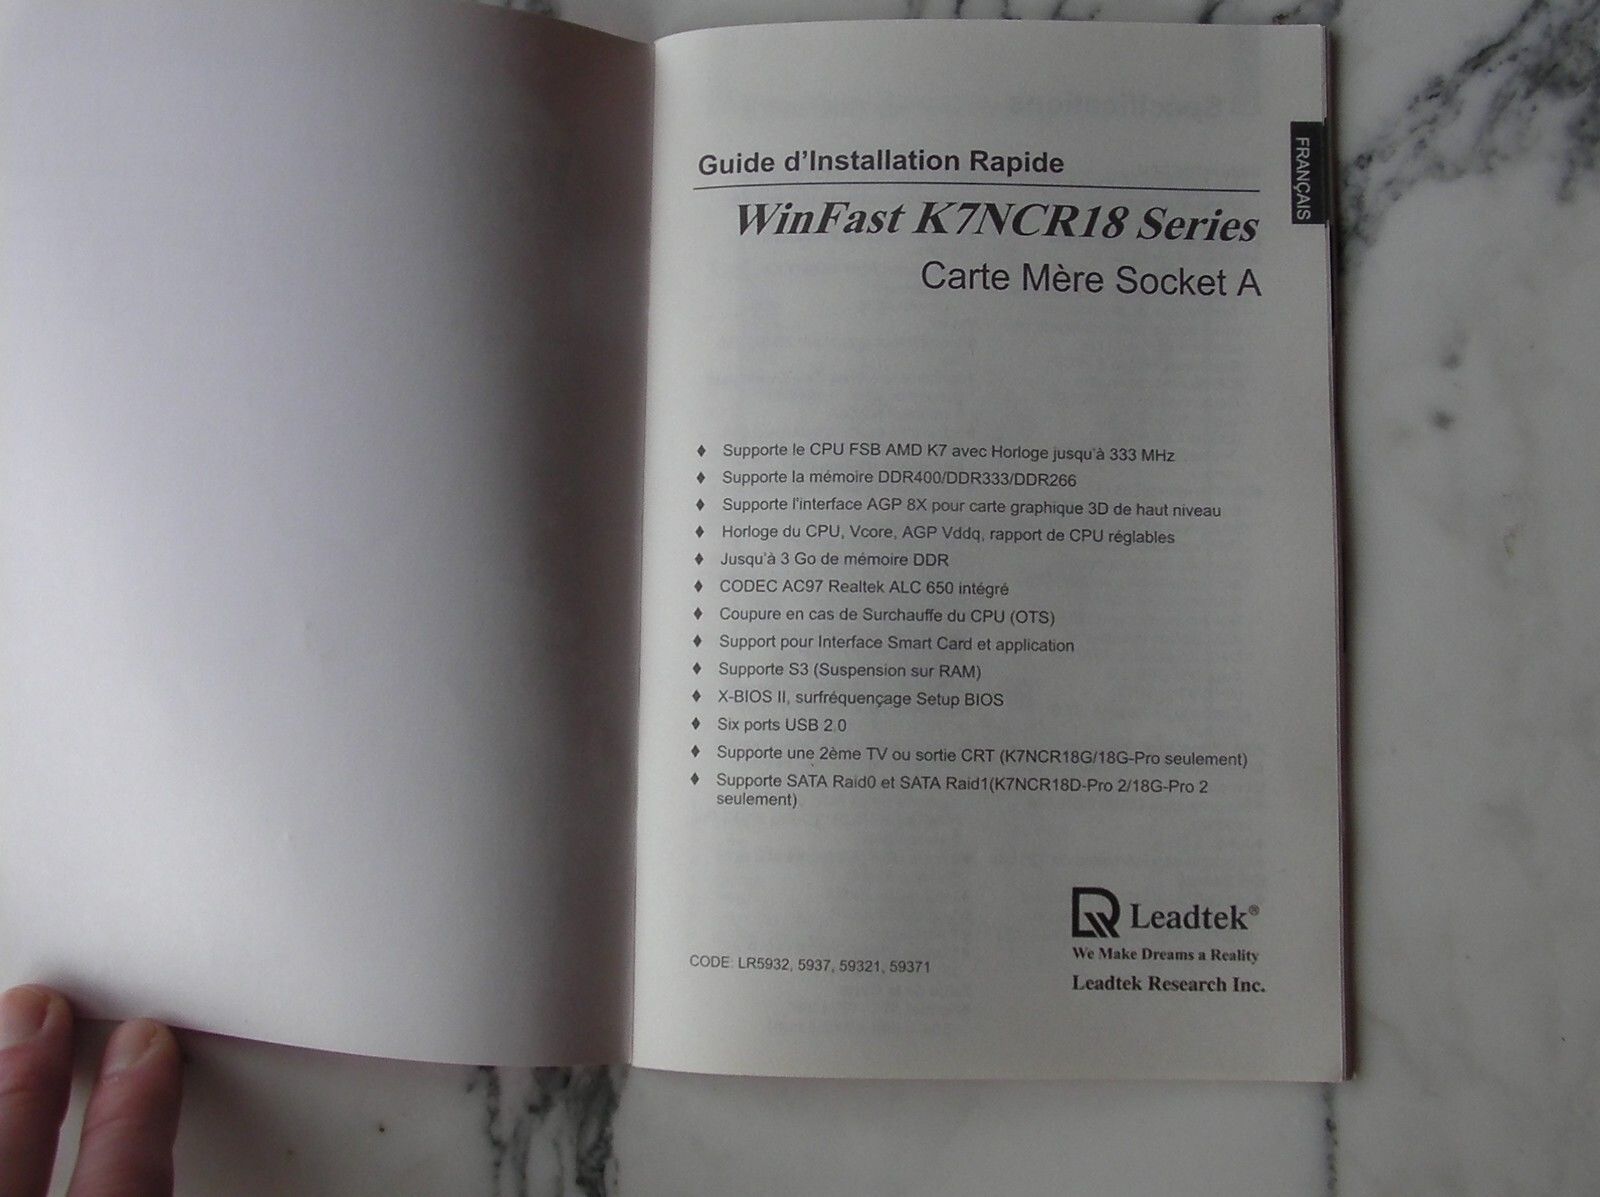 FRANÇAIS
Guide d'Installation Rapide
WinFast K7NCR18 Series
Carte Mère Socket A
♦ Supporte le CPU FSB AMD K7 avec Horloge jusqu'à 333 MHz
♦ Supporte la mémoire DDR400/DDR333/DDR266
♦ Supporte l'interface AGP 8X pour carte graphique 3D de haut niveau
♦ Horloge du CPU, Vcore, AGP Vddq, rapport de CPU réglables
♦ Jusqu'à 3 Go de mémoire DDR
♦ CODEC AC97 Realtek ALC 650 intégré
♦ Coupure en cas de Surchauffe du CPU (OTS)
♦ Support pour Interface Smart Card et application
♦ Supporte S3 (Suspension sur RAM)
♦ X-BIOS II, surfréquençage Setup BIOS
♦ Six ports USB 2.0
♦ Supporte une 2ème TV ou sortie CRT (K7NCR18G/18G-Pro seulement)
♦ Supporte SATA Raid0 et SATA Raid1(K7NCR18D-Pro 2/18G-Pro 2
seulement)
Leadtek®
We Make Dreams a Reality
Leadtek Research Inc.
CODE: LR5932, 5937, 59321, 59371